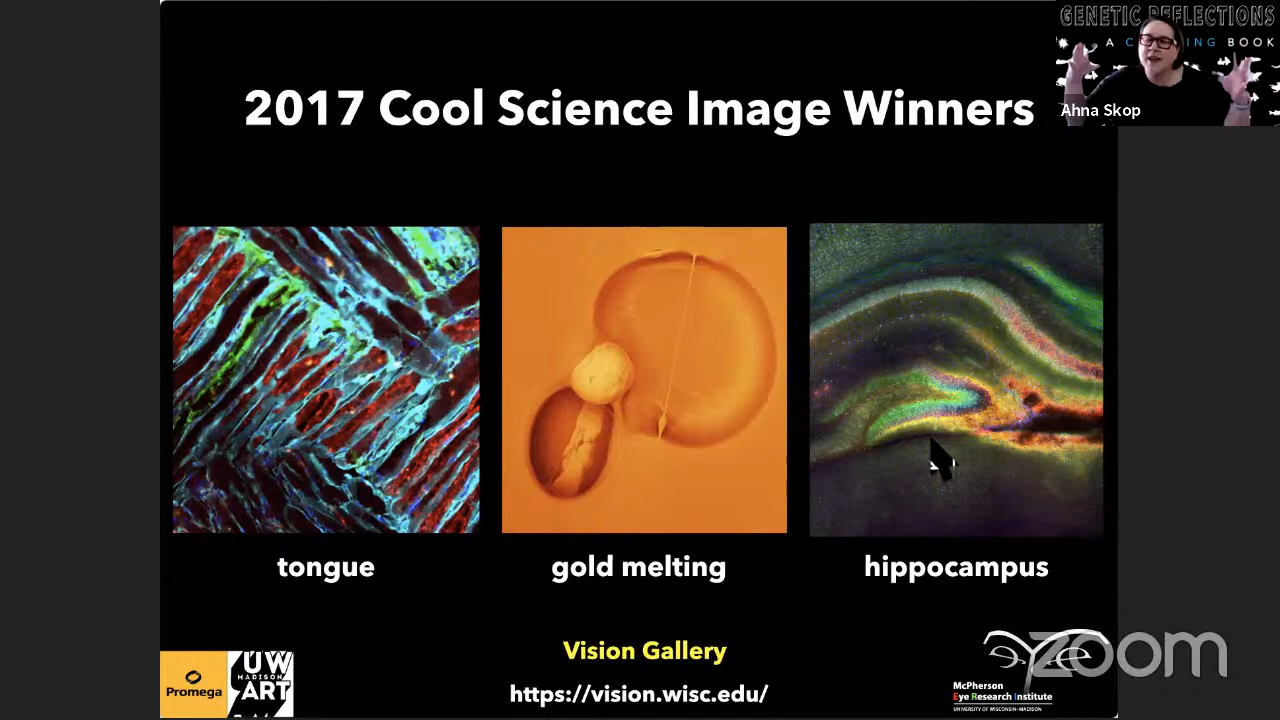 GENETIC REFLECTIONS
A COLORING BOOK
Ahna Skop
2017 Cool Science Image Winners
tongue
gold melting
hippocampus
Vision Gallery
https://vision.wisc.edu/
Promega
UW
MADISON
ART
McPherson
Eye Research Institute
UNIVERSITY OF WISCONSIN-MADISON
zoom